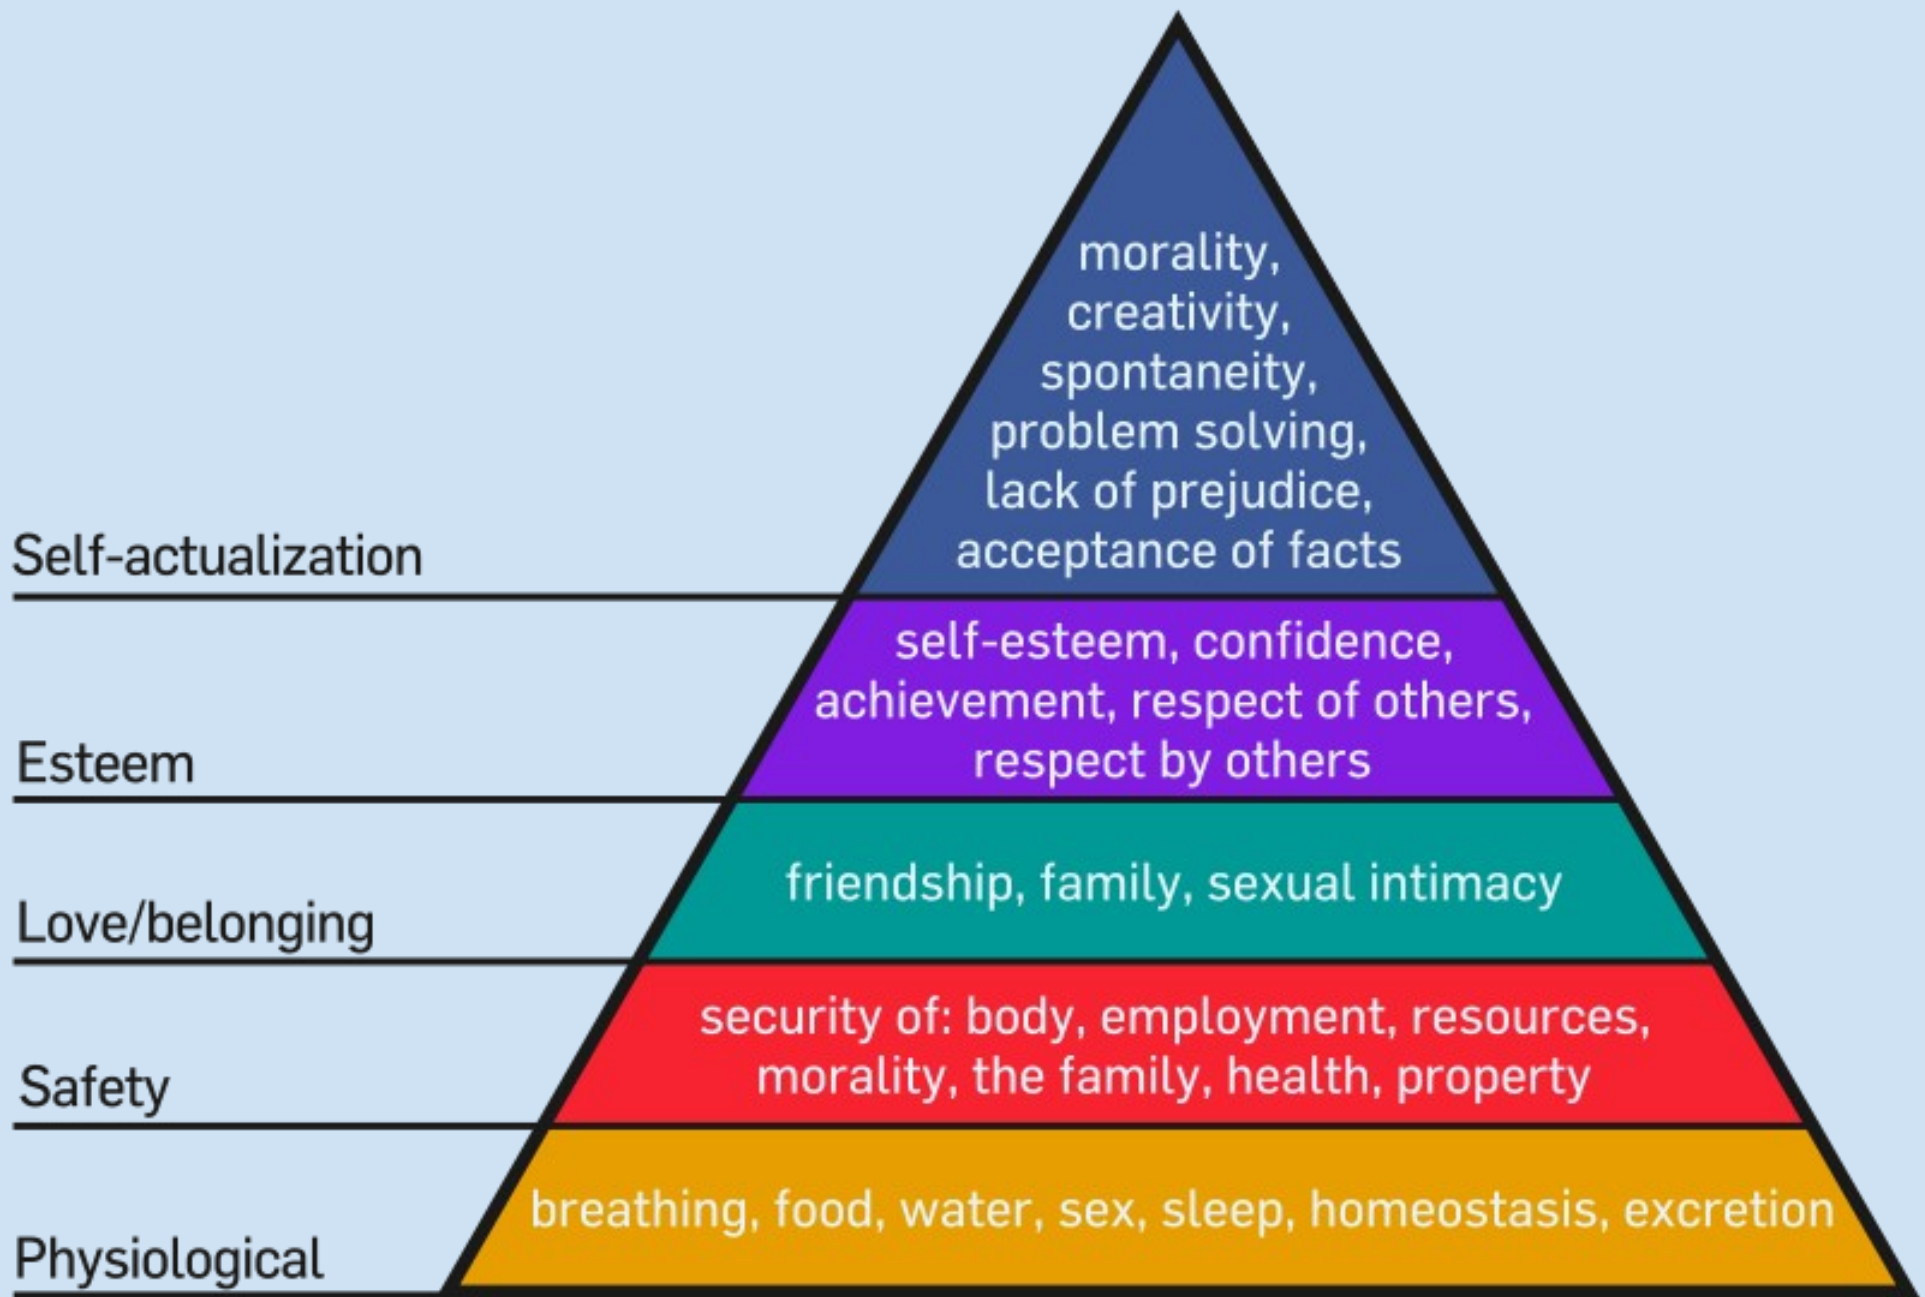 morality,
creativity,
spontaneity,
problem solving,
lack of prejudice,
acceptance of facts
Self-actualization
self-esteem, confidence,
achievement, respect of others,
respect by others
Esteem
friendship, family, sexual intimacy
Love/belonging
security of: body, employment, resources,
morality, the family, health, property
Safety
breathing, food, water, sex, sleep, homeostasis, excretion
Physiological